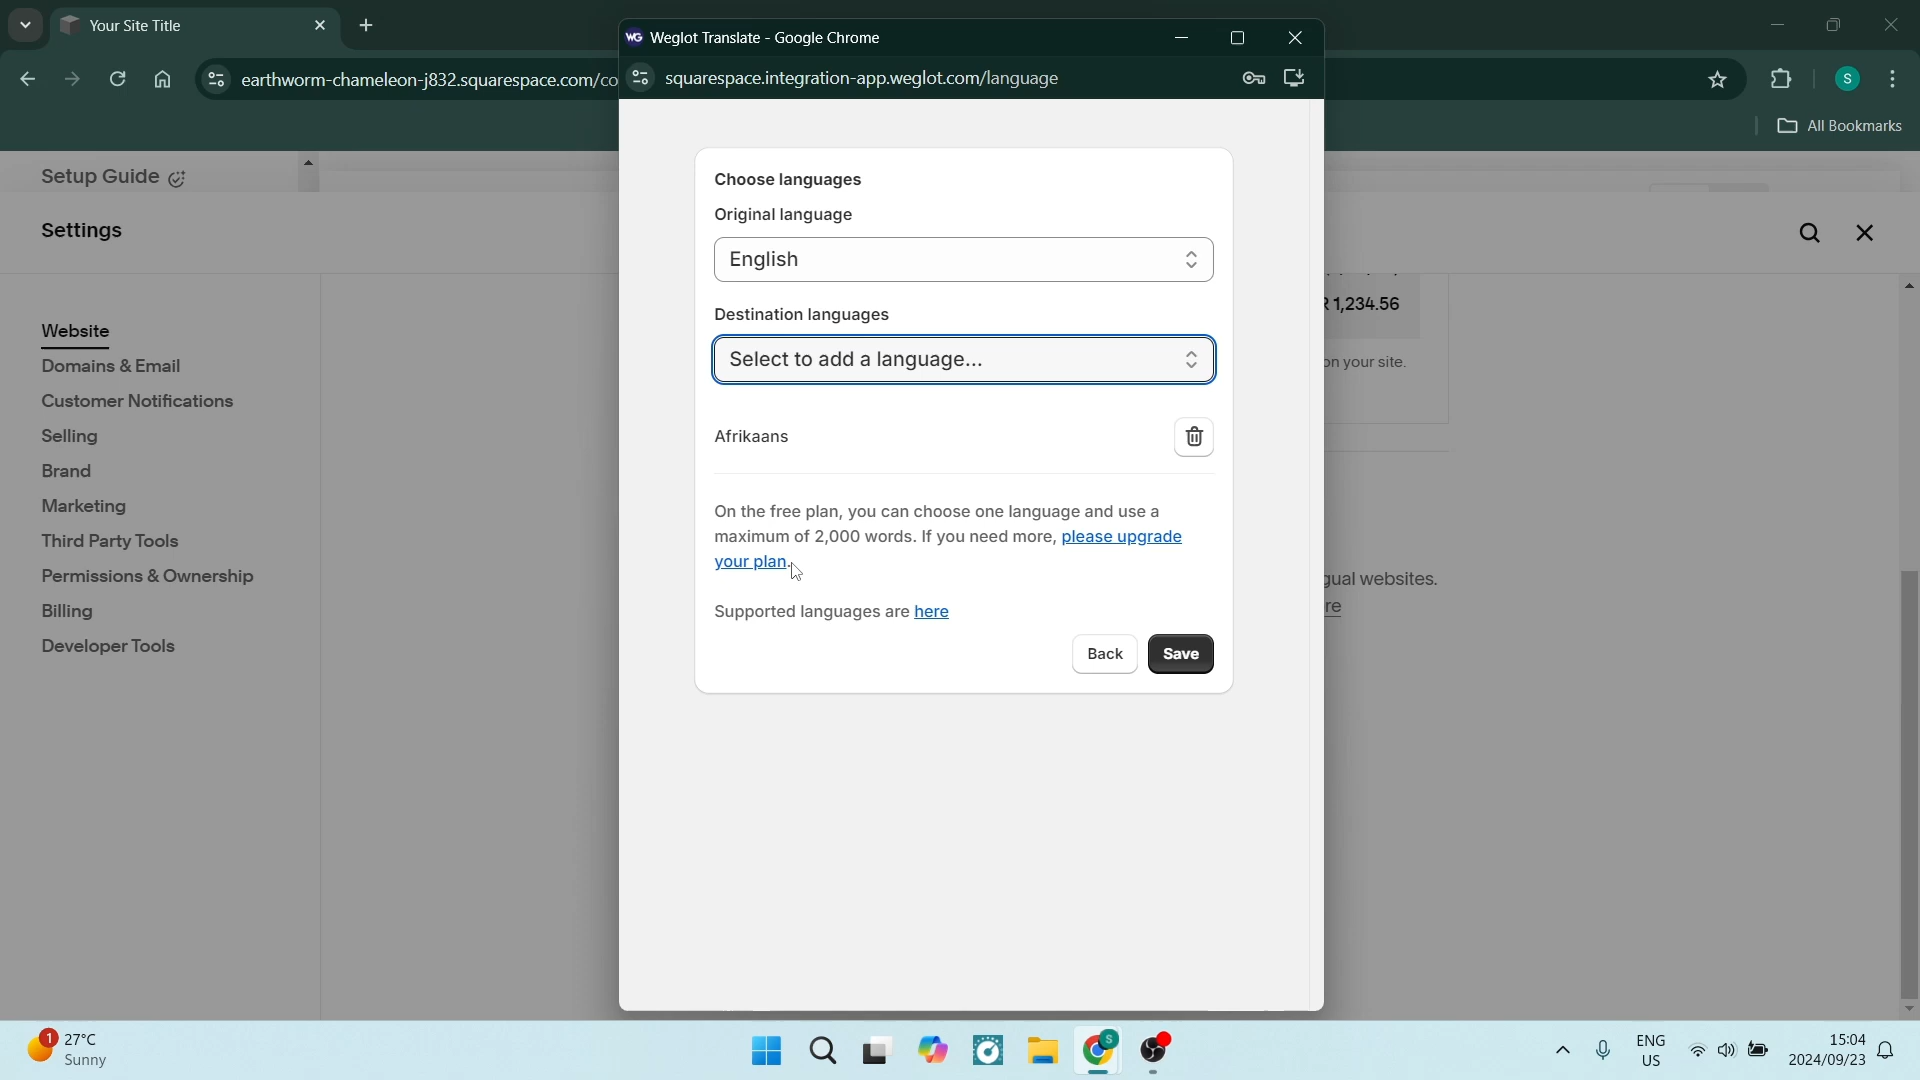 Your Site Title
WG Weglot Translate - Google Chrome
earthworm-chameleon-j832.squarespace.com/co
squarespace.integration-app.weglot.com/language
S
All Bookmarks
Setup Guide
Settings
Website
Domains & Email
Customer Notifications
Selling
Brand
Marketing
Third Party Tools
Permissions & Ownership
Billing
Developer Tools
Choose languages
Original language
English
Destination languages
Select to add a language...
Afrikaans
On the free plan, you can choose one language and use a
maximum of 2,000 words. If you need more, please upgrade
your plan.
Supported languages are here
Back
Save
1,234.56
on your site.
gual websites.
re
1
27°C
Sunny
S
ENG
US
15:04
2024/09/23